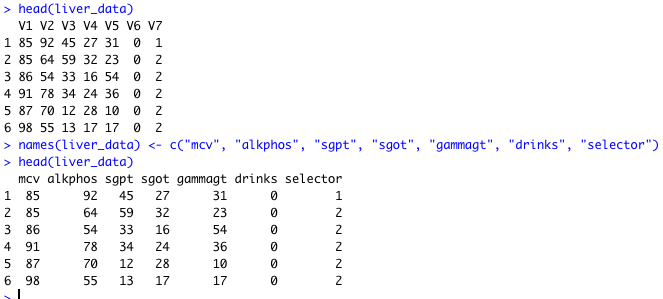 > head(liver_data)
  V1 V2 V3 V4 V5 V6 V7
1 85 92 45 27 31  0  1
2 85 64 59 32 23  0  2
3 86 54 33 16 54  0  2
4 91 78 34 24 36  0  2
5 87 70 12 28 10  0  2
6 98 55 13 17 17  0  2
> names(liver_data) <- c("mcv", "alkphos", "sgpt", "sgot", "gammagt", "drinks", "selector")
> head(liver_data)
  mcv alkphos sgpt sgot gammagt drinks selector
1  85      92   45   27      31      0        1
2  85      64   59   32      23      0        2
3  86      54   33   16      54      0        2
4  91      78   34   24      36      0        2
5  87      70   12   28      10      0        2
6  98      55   13   17      17      0        2
>